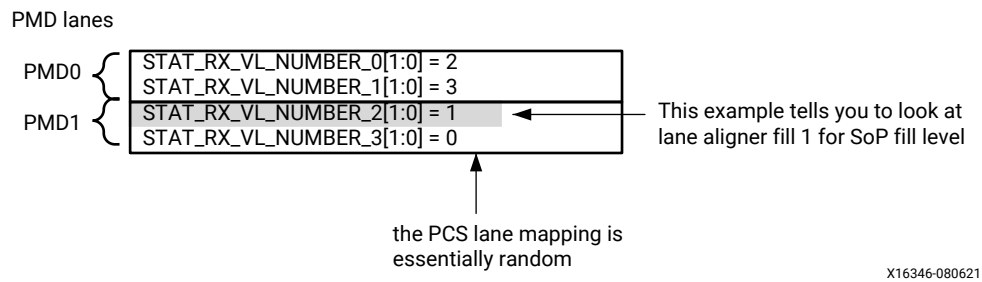 PMD lanes
PMD0
STAT_RX_VL_NUMBER_0[1:0] = 2
STAT_RX_VL_NUMBER_1[1:0] = 3
PMD1
STAT_RX_VL_NUMBER_2[1:0] = 1
STAT_RX_VL_NUMBER_3[1:0] = 0
This example tells you to look at
lane aligner fill 1 for SoP fill level
the PCS lane mapping is
essentially random
X16346-080621